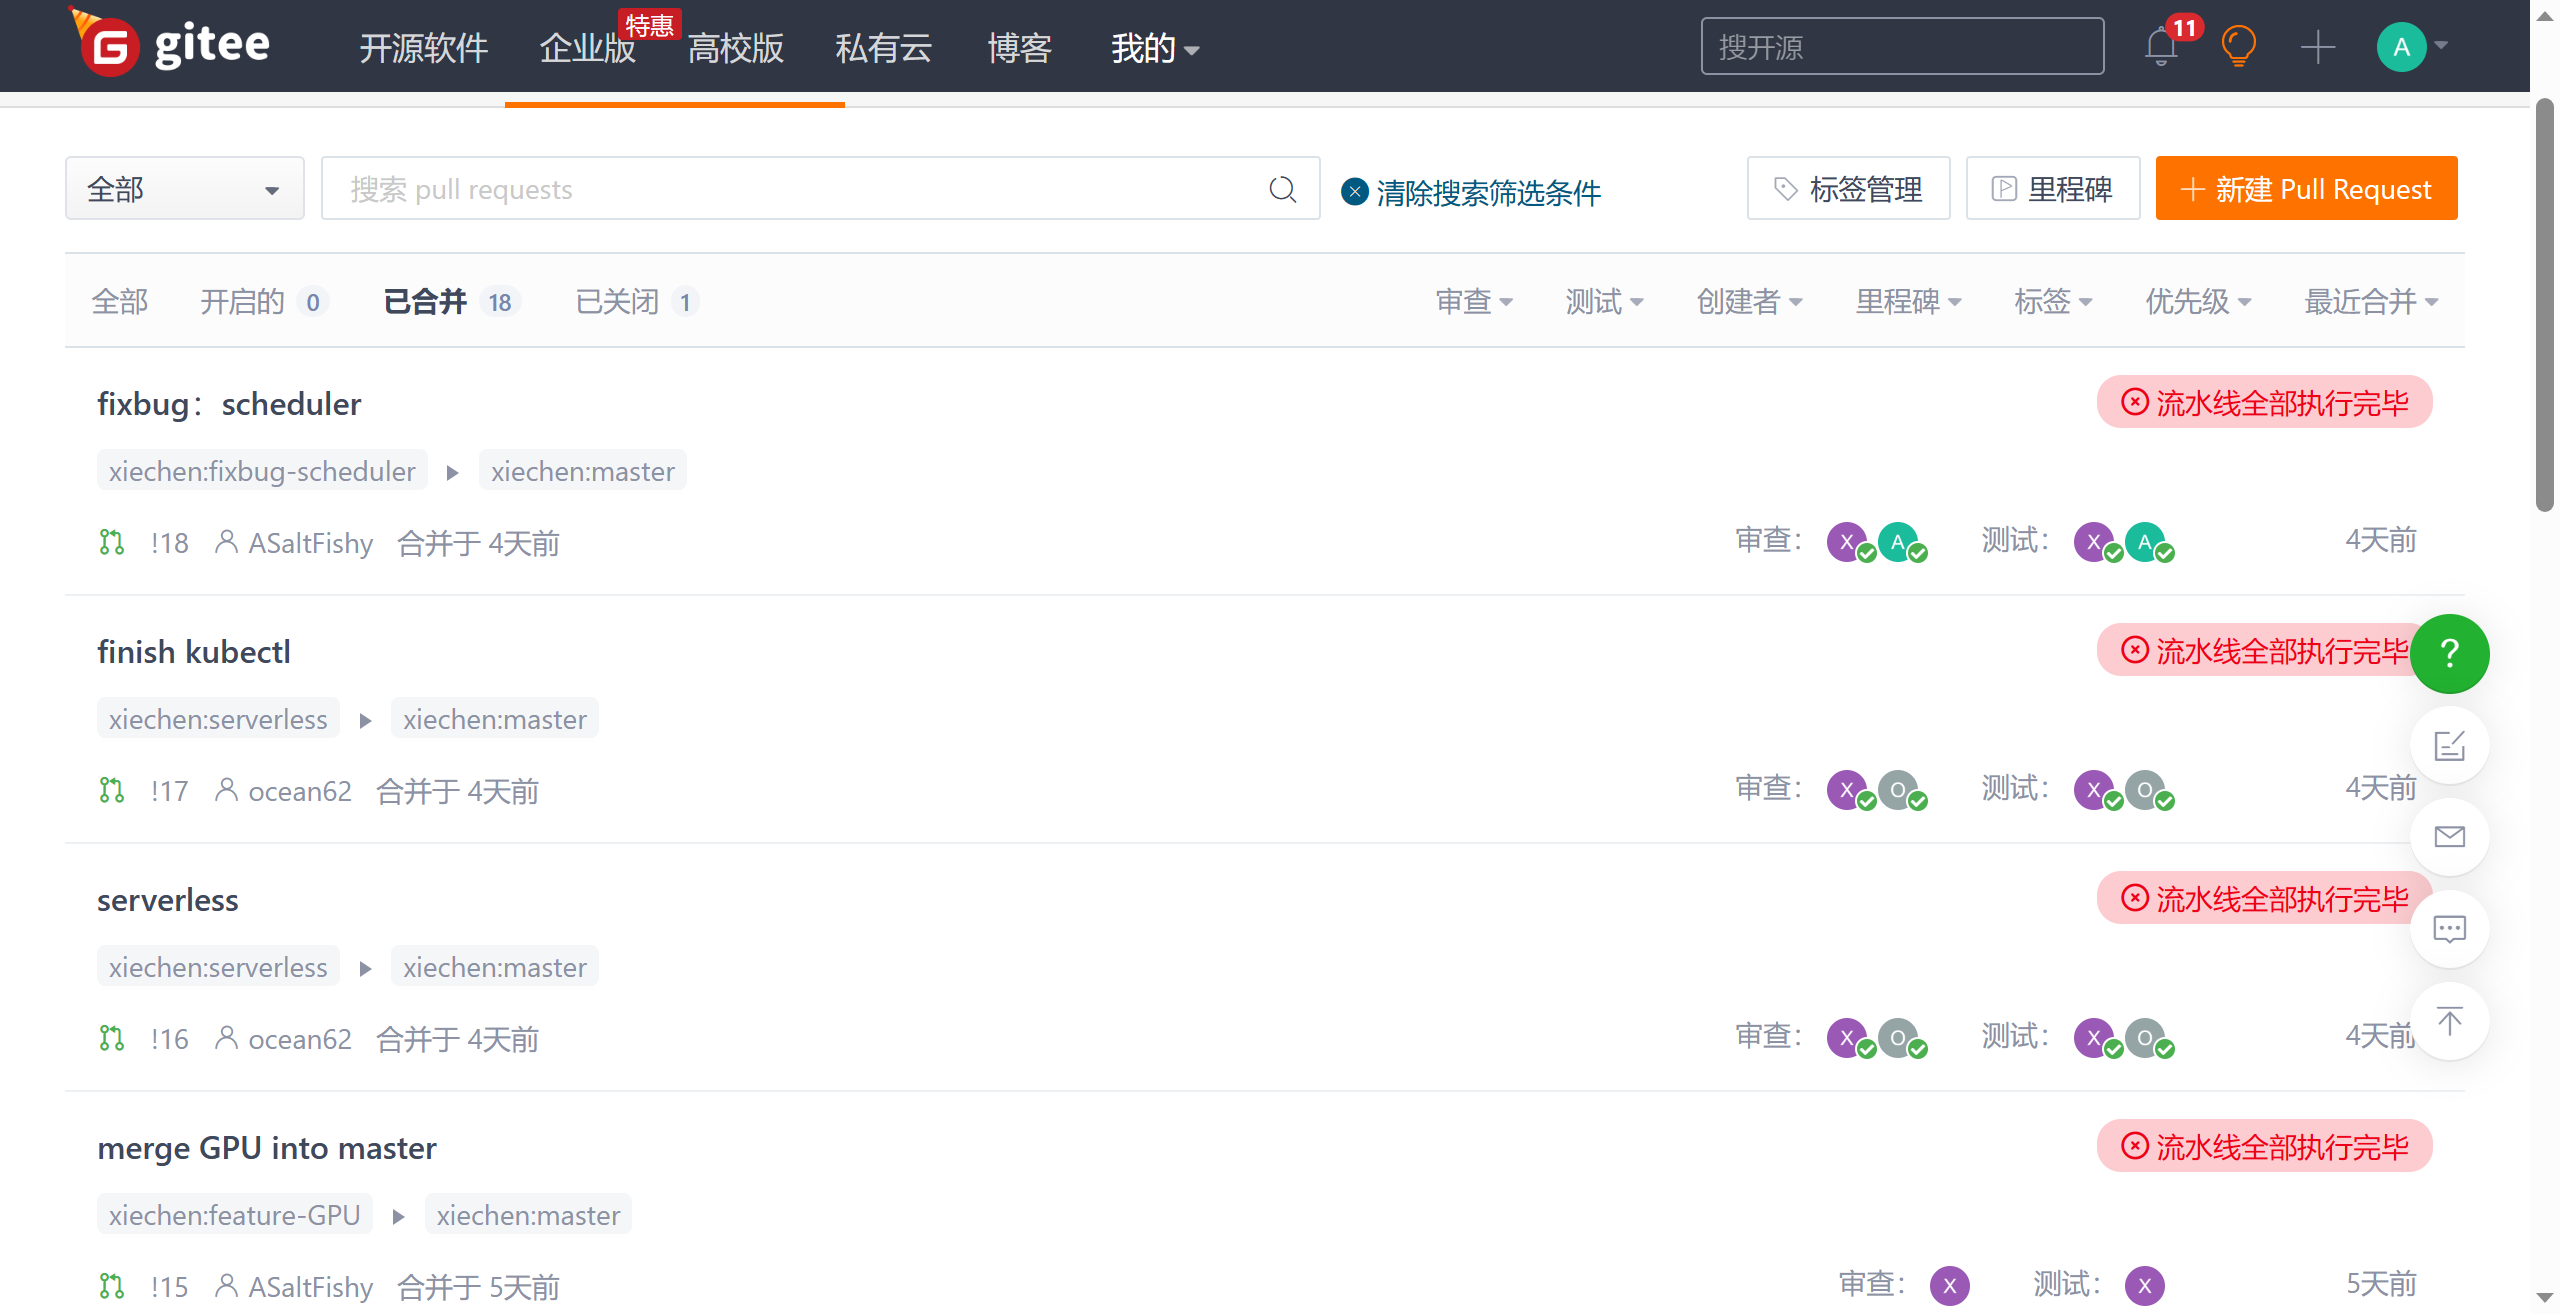 gitee 开源软件 企业版 特惠 高校版 私有云 博客 我的 搜开源 11 A
全部 搜索 pull requests 清除搜索筛选条件 标签管理 里程碑 新建 Pull Request
全部 开启的 0 已合并 18 已关闭 1 审查 测试 创建者 里程碑 标签 优先级 最近合并
fixbug：scheduler 流水线全部执行完毕
xiechen:fixbug-scheduler xiechen:master
!18 ASaltFishy 合并于 4天前 审查： X A 测试： X A 4天前
finish kubectl 流水线全部执行完毕 ?
xiechen:serverless xiechen:master
!17 ocean62 合并于 4天前 审查： X O 测试： X O 4天前
serverless 流水线全部执行完毕
xiechen:serverless xiechen:master
!16 ocean62 合并于 4天前 审查： X O 测试： X O 4天前
merge GPU into master 流水线全部执行完毕
xiechen:feature-GPU xiechen:master
!15 ASaltFishy 合并于 5天前 审查： X 测试： X 5天前